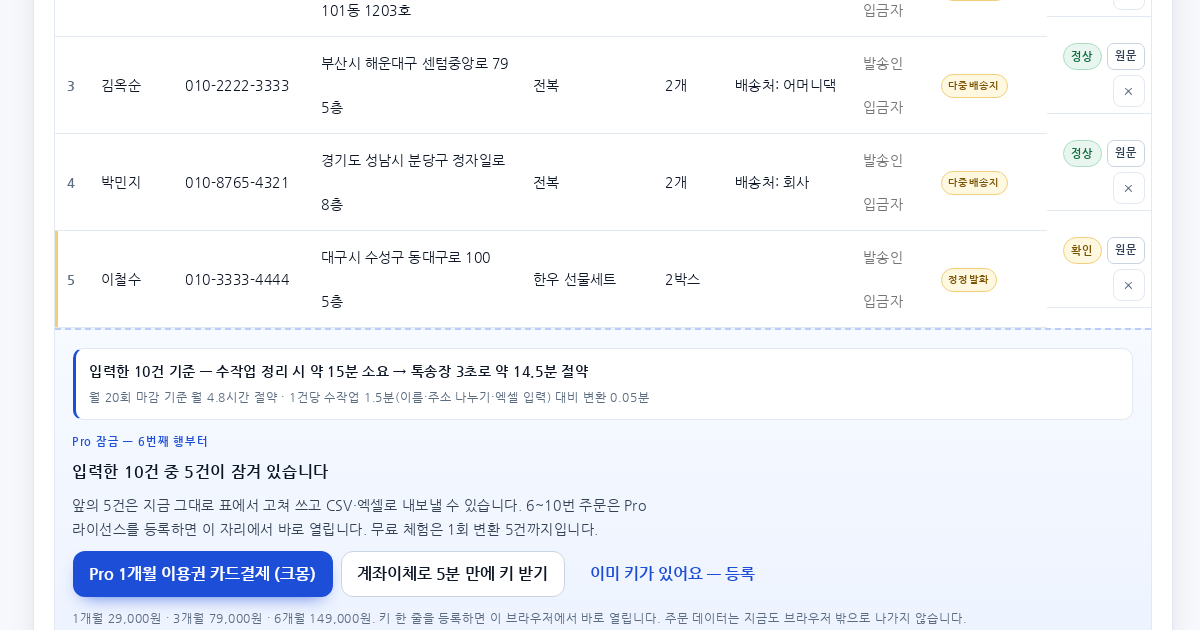 101동 1203호
입금자
3 김옥순 010-2222-3333 부산시 해운대구 센텀중앙로 79 전복 2개 배송처: 어머니댁 발송인 다중배송지 정상 원문
5층 입금자 ×
4 박민지 010-8765-4321 경기도 성남시 분당구 정자일로 전복 2개 배송처: 회사 발송인 다중배송지 정상 원문
8층 입금자 ×
5 이철수 010-3333-4444 대구시 수성구 동대구로 100 한우 선물세트 2박스 발송인 정정발화 확인 원문
5층 입금자 ×
입력한 10건 기준 — 수작업 정리 시 약 15분 소요 → 톡송장 3초로 약 14.5분 절약
월 20회 마감 기준 월 4.8시간 절약 · 1건당 수작업 1.5분(이름·주소 나누기·엑셀 입력) 대비 변환 0.05분
Pro 잠금 — 6번째 행부터
입력한 10건 중 5건이 잠겨 있습니다
앞의 5건은 지금 그대로 표에서 고쳐 쓰고 CSV·엑셀로 내보낼 수 있습니다. 6~10번 주문은 Pro
라이선스를 등록하면 이 자리에서 바로 열립니다. 무료 체험은 1회 변환 5건까지입니다.
Pro 1개월 이용권 카드결제 (크몽) 계좌이체로 5분 만에 키 받기 이미 키가 있어요 — 등록
1개월 29,000원 · 3개월 79,000원 · 6개월 149,000원. 키 한 줄을 등록하면 이 브라우저에서 바로 열립니다. 주문 데이터는 지금도 브라우저 밖으로 나가지 않습니다.